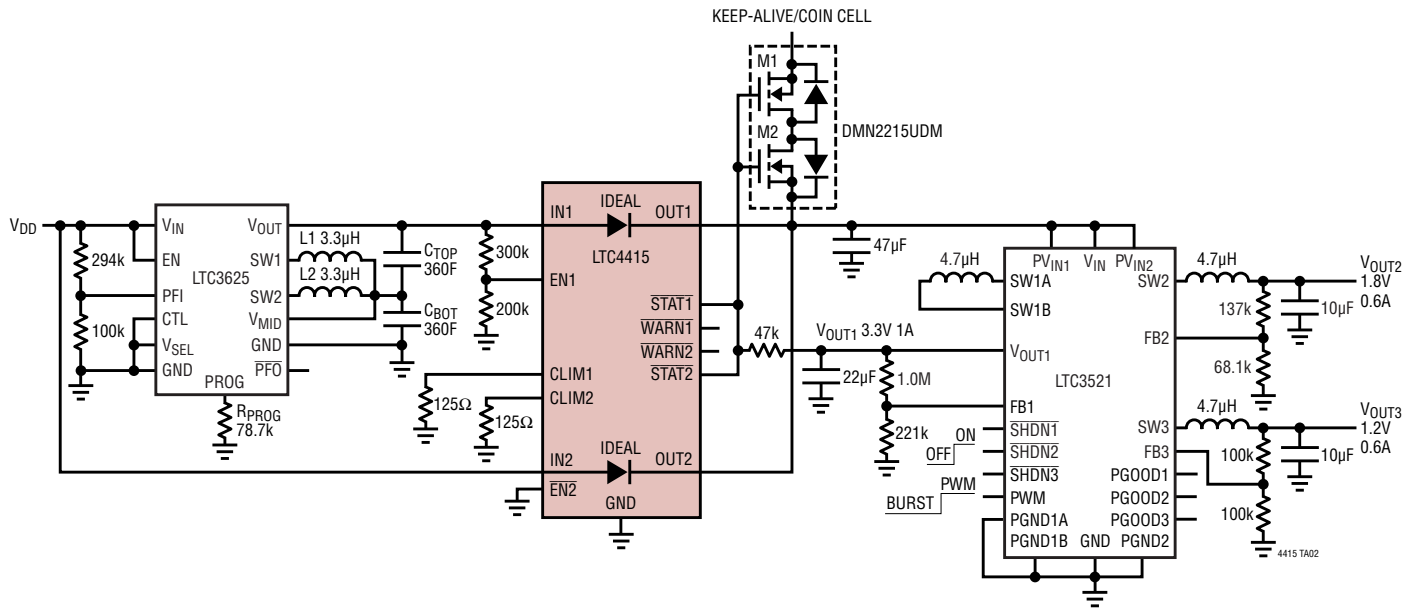 KEEP-ALIVE/COIN CELL
M1
M2
DMN2215UDM
VDD
294k
100k
VIN
EN
PFI
CTL
VSEL
GND
LTC3625
PROG
VOUT
SW1
SW2
VMID
GND
PFO
RPROG
78.7k
L1 3.3µH
L2 3.3µH
CTOP
360F
CBOT
360F
300k
200k
125Ω
125Ω
IN1
IDEAL
OUT1
LTC4415
EN1
STAT1
WARN1
WARN2
STAT2
CLIM1
CLIM2
IN2
IDEAL
OUT2
EN2
GND
47k
47µF
VOUT1 3.3V 1A
22µF
1.0M
221k
4.7µH
ON
OFF
PWM
BURST
PVIN1
VIN
PVIN2
SW1A
SW1B
VOUT1
LTC3521
FB1
SHDN1
SHDN2
SHDN3
PWM
PGND1A
PGND1B
GND
PGND2
SW2
FB2
SW3
FB3
PGOOD1
PGOOD2
PGOOD3
4.7µH
137k
68.1k
10µF
VOUT2
1.8V
0.6A
4.7µH
100k
100k
10µF
VOUT3
1.2V
0.6A
4415 TA02